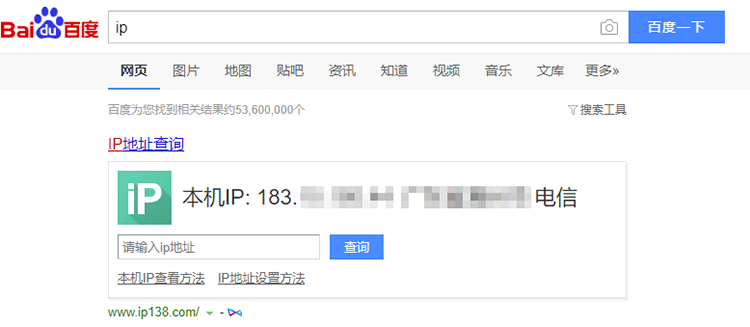 Bai du 百度 ip 百度一下
网页 图片 地图 贴吧 资讯 知道 视频 音乐 文库 更多»
百度为您找到相关结果约53,600,000个 搜索工具
IP地址查询
iP 本机IP: 183. 电信
请输入ip地址 查询
本机IP查看方法 IP地址设置方法
www.ip138.com/ -